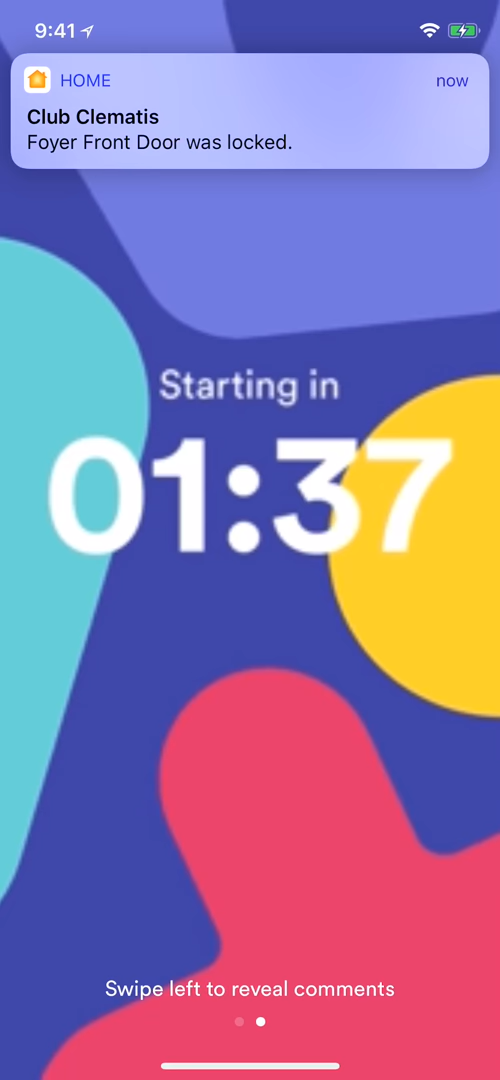 9:41
HOME
now
Club Clematis
Foyer Front Door was locked.
Starting in
01:37
Swipe left to reveal comments